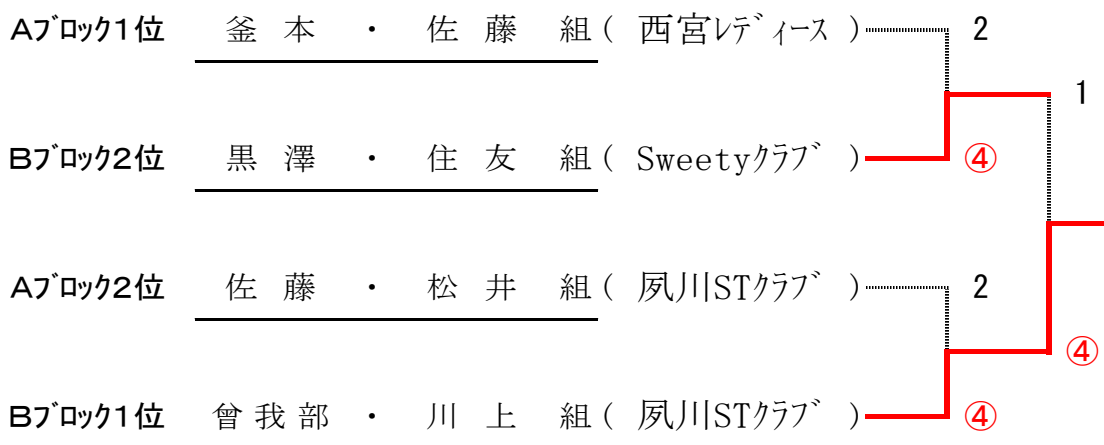 Aブロック1位 釜本・佐藤 組( 西宮ﾚﾃﾞｨｰｽ ) 2
1
Bブロック2位 黒澤・住友 組( Sweetyｸﾗﾌﾞ ) ④
Aブロック2位 佐藤・松井 組( 夙川STｸﾗﾌﾞ ) 2
④
Bブロック1位 曾我部・川上 組( 夙川STｸﾗﾌﾞ ) ④